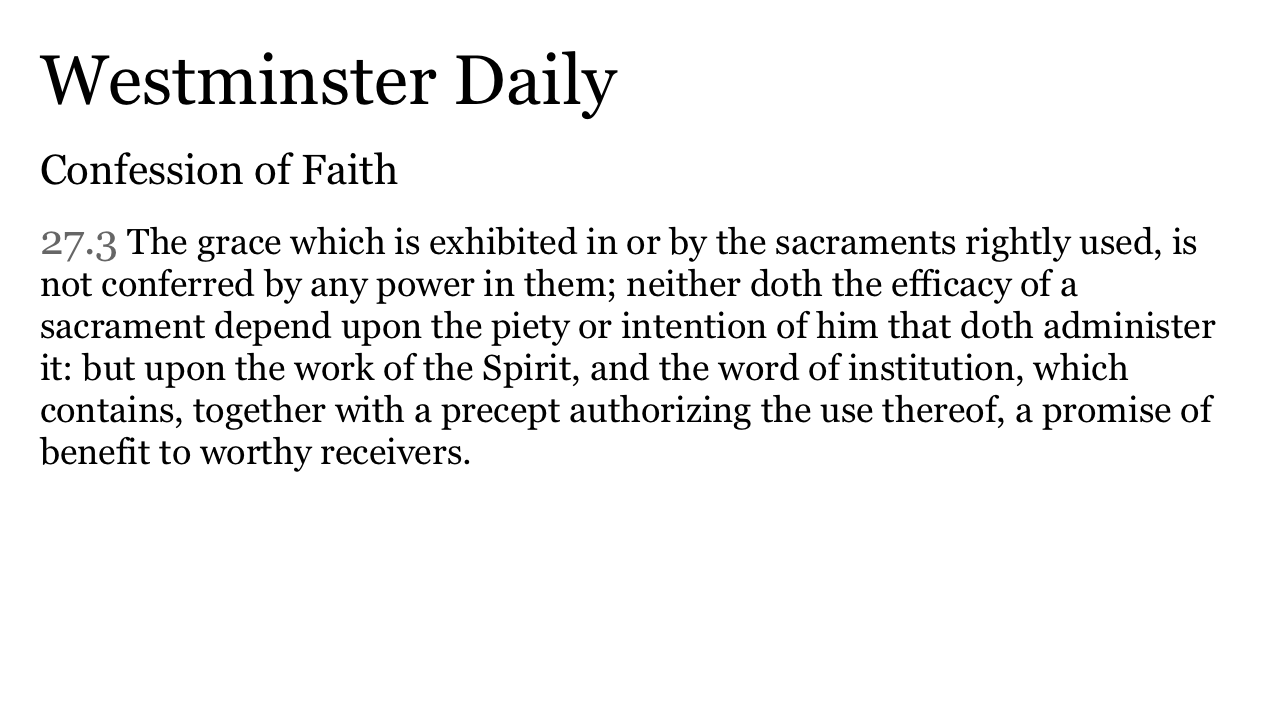 Westminster Daily
Confession of Faith
27.3 The grace which is exhibited in or by the sacraments rightly used, is
not conferred by any power in them; neither doth the efficacy of a
sacrament depend upon the piety or intention of him that doth administer
it: but upon the work of the Spirit, and the word of institution, which
contains, together with a precept authorizing the use thereof, a promise of
benefit to worthy receivers.